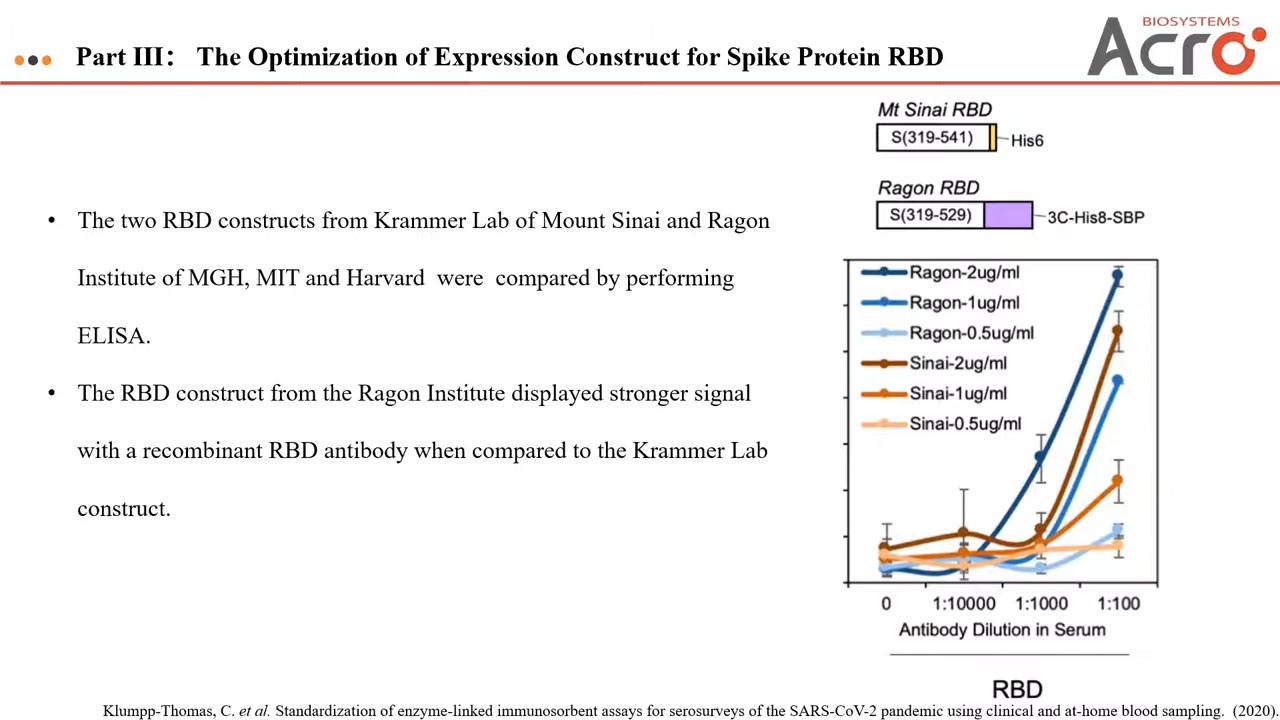 BIOSYSTEMS
Acro
Part III： The Optimization of Expression Construct for Spike Protein RBD
• The two RBD constructs from Krammer Lab of Mount Sinai and Ragon
Institute of MGH, MIT and Harvard were compared by performing
ELISA.
• The RBD construct from the Ragon Institute displayed stronger signal
with a recombinant RBD antibody when compared to the Krammer Lab
construct.
Mt Sinai RBD
S(319-541)
His6
Ragon RBD
S(319-529)
3C-His8-SBP
Ragon-2ug/ml
Ragon-1ug/ml
Ragon-0.5ug/ml
Sinai-2ug/ml
Sinai-1ug/ml
Sinai-0.5ug/ml
0 1:10000 1:1000 1:100
Antibody Dilution in Serum
RBD
Klumpp-Thomas, C. et al. Standardization of enzyme-linked immunosorbent assays for serosurveys of the SARS-CoV-2 pandemic using clinical and at-home blood sampling. (2020).